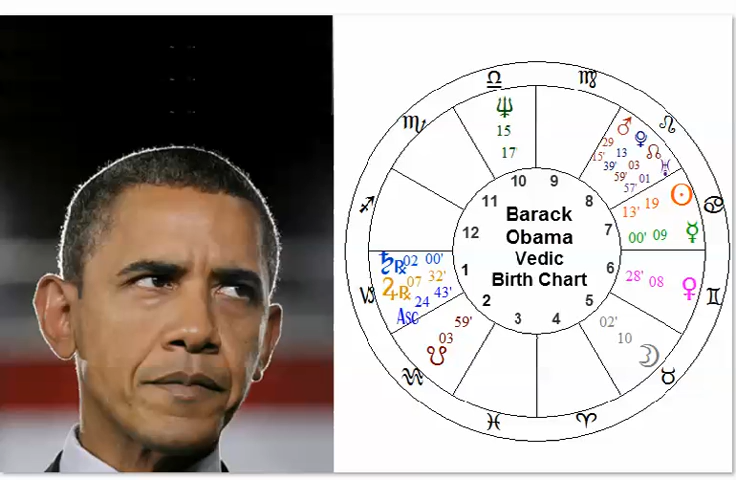 ♎ ♍
♏ ♌
♆ ♂ ♇
15 29 13 ☊
17' 15' 39' 03 ♅
59' 01
57'
10 9
11 8
♐ 19 ☉ ♋
13'
12 Barack 7
Obama 00' 09 ☿
Vedic
♄℞ 02 00' 1 Birth Chart 6
♃℞ 07 32' 28' 08 ♀
♑ 24 43' ♊
Asc 2 5
59' 3 4 02'
03 10
☋ ☽
♒ ♉
♓ ♈